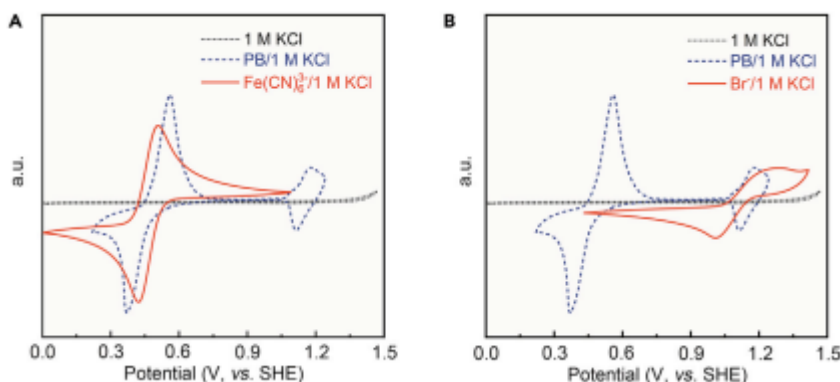 A
1 M KCl
PB/1 M KCl
Fe(CN)₆³⁻/1 M KCl
a.u.
0.0 0.3 0.6 0.9 1.2 1.5
Potential (V, vs. SHE)
B
1 M KCl
PB/1 M KCl
Br⁻/1 M KCl
a.u.
0.0 0.3 0.6 0.9 1.2 1.5
Potential (V, vs. SHE)